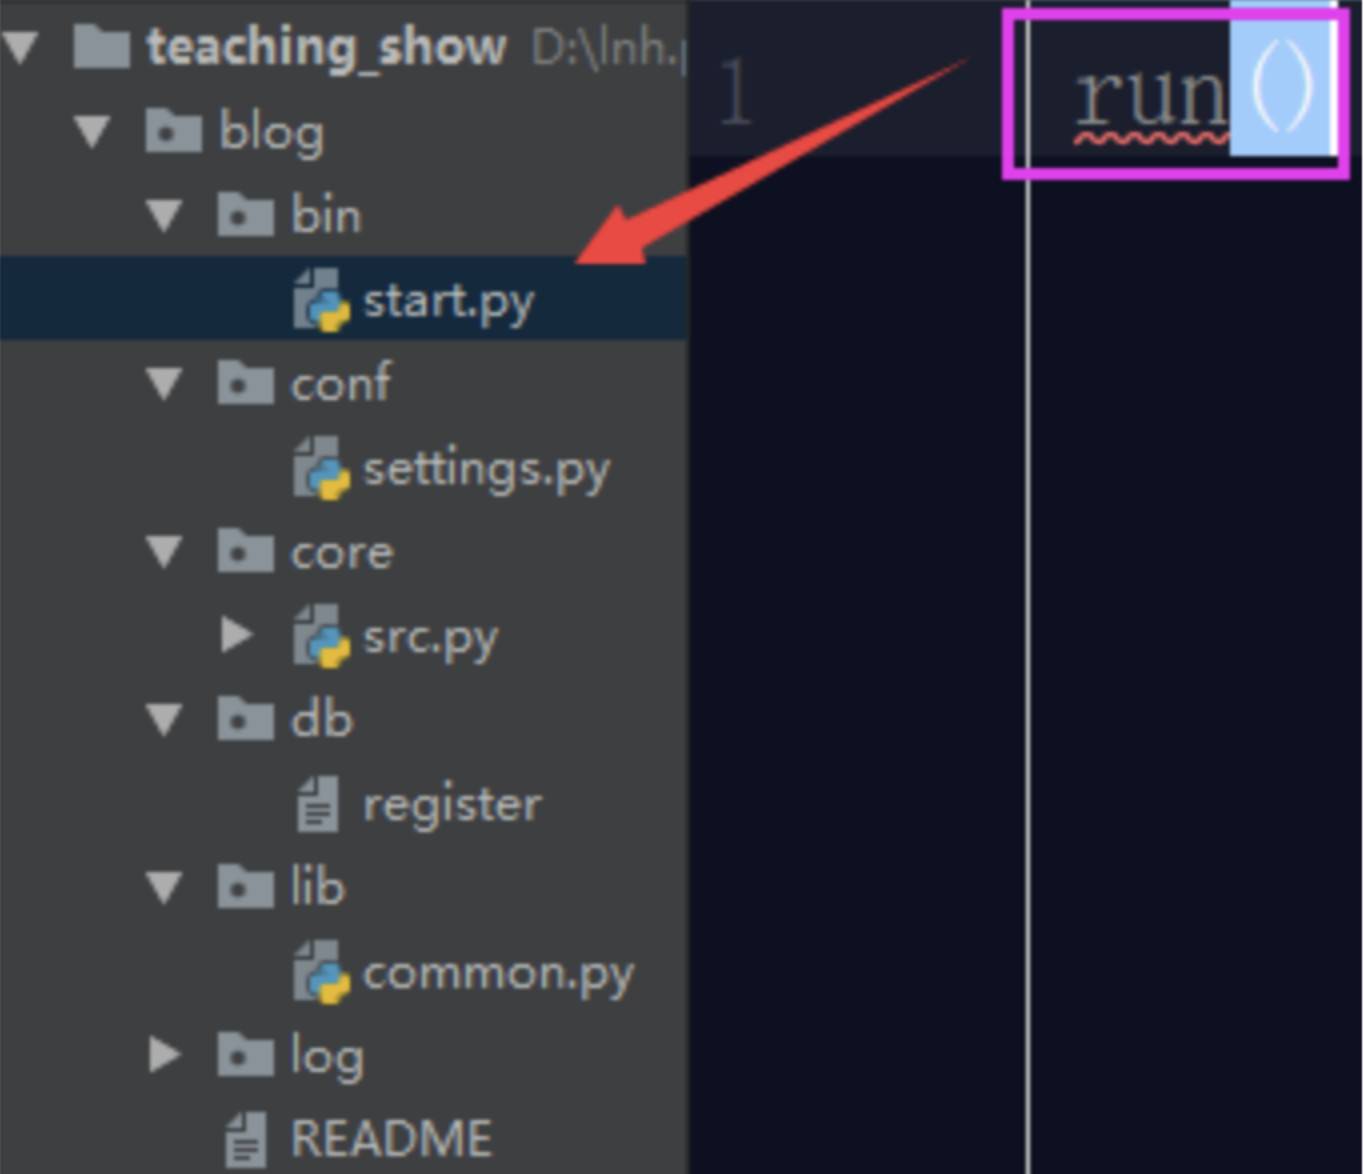 teaching_show D:\lnh.
blog
bin
start.py
conf
settings.py
core
src.py
db
register
lib
common.py
log
README
1 run()